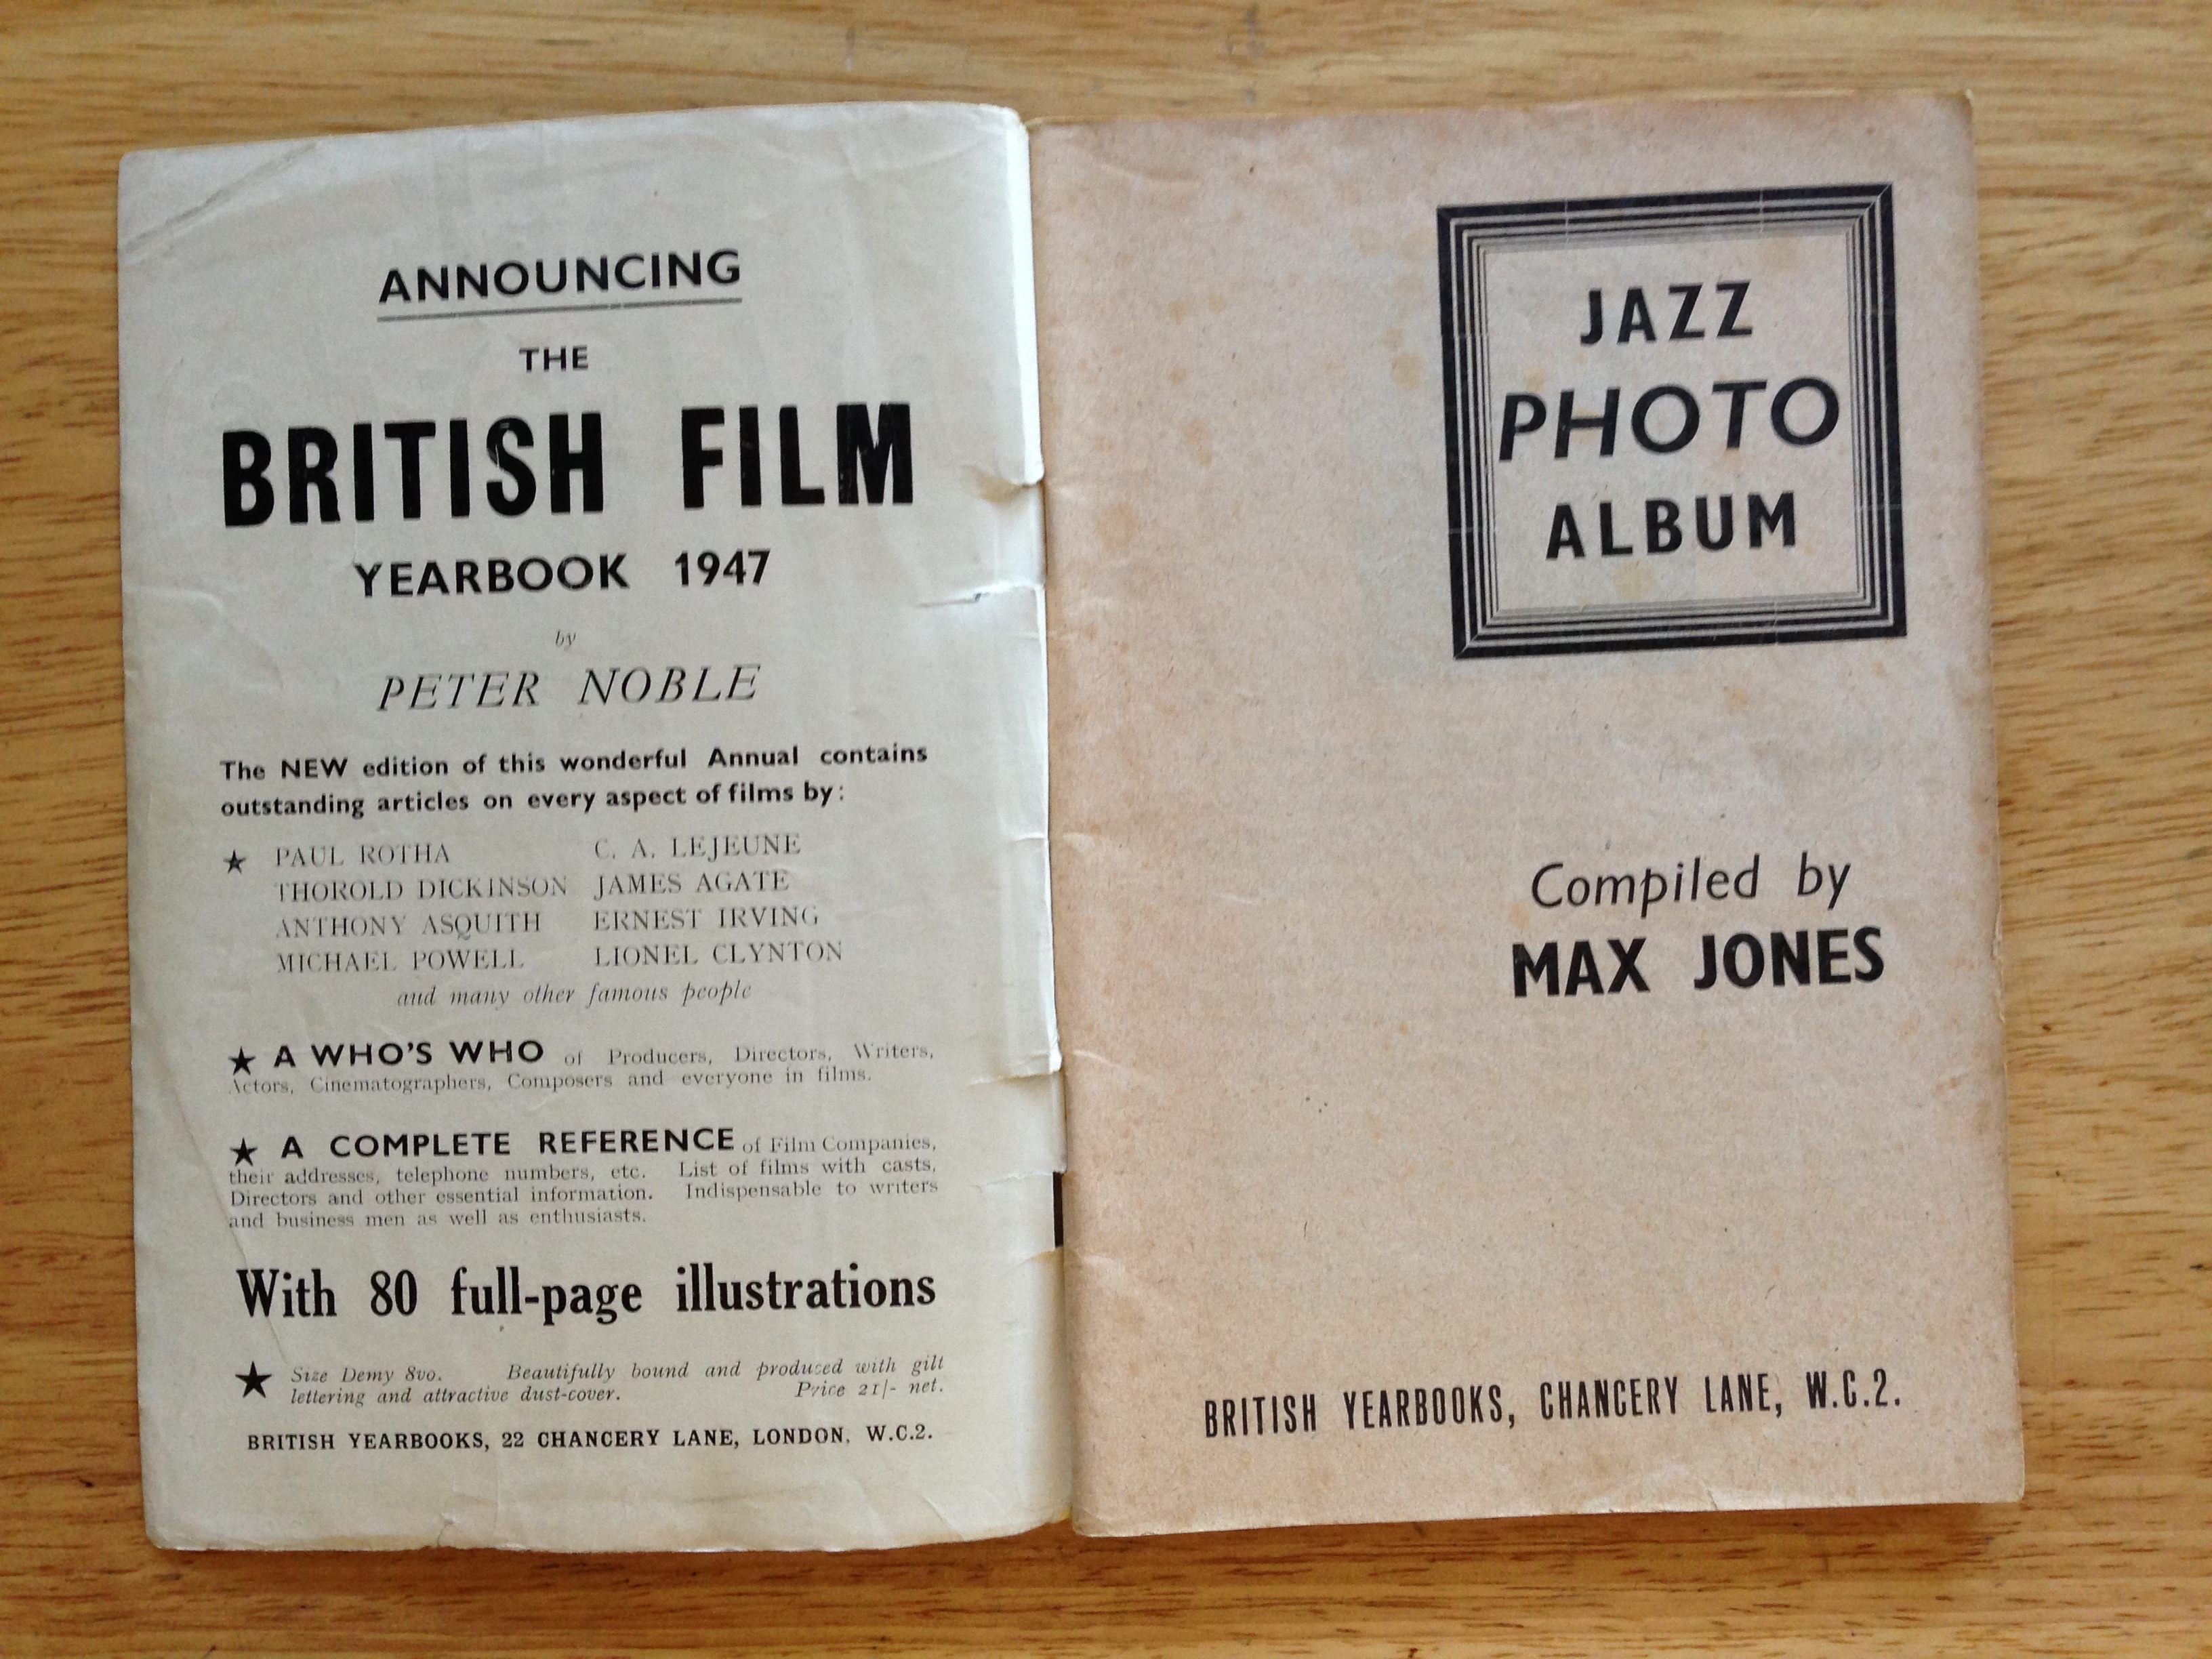 ANNOUNCING
THE
BRITISH FILM
YEARBOOK 1947
by
PETER NOBLE
The NEW edition of this wonderful Annual contains
outstanding articles on every aspect of films by:
★ PAUL ROTHA C. A. LEJEUNE
THOROLD DICKINSON JAMES AGATE
ANTHONY ASQUITH ERNEST IRVING
MICHAEL POWELL LIONEL CLYNTON
and many other famous people
★ A WHO'S WHO of Producers, Directors, Writers,
Actors, Cinematographers, Composers and everyone in films.
★ A COMPLETE REFERENCE of Film Companies,
their addresses, telephone numbers, etc. List of films with casts,
Directors and other essential information. Indispensable to writers
and business men as well as enthusiasts.
With 80 full-page illustrations
★ Size Demy 8vo. Beautifully bound and produced with gilt
lettering and attractive dust-cover. Price 21/- net.
BRITISH YEARBOOKS, 22 CHANCERY LANE, LONDON, W.C.2.
JAZZ
PHOTO
ALBUM
Compiled by
MAX JONES
BRITISH YEARBOOKS, CHANCERY LANE, W.C.2.